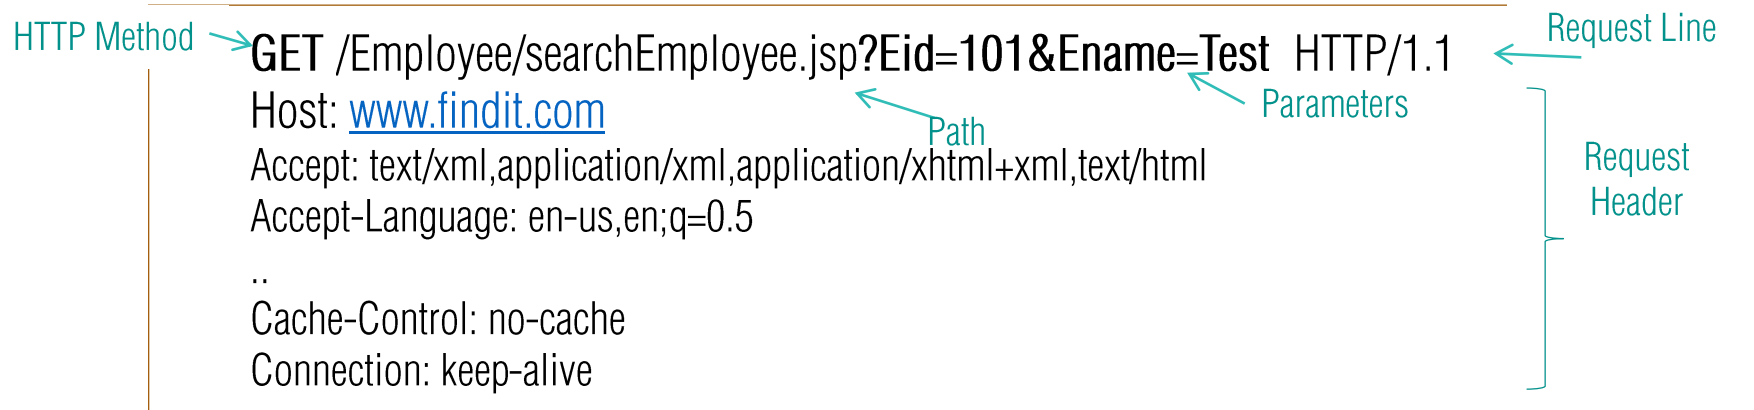 HTTP Method
GET /Employee/searchEmployee.jsp?Eid=101&Ename=Test HTTP/1.1
Request Line
Host: www.findit.com
Path
Parameters
Accept: text/xml,application/xml,application/xhtml+xml,text/html
Request
Header
Accept-Language: en-us,en;q=0.5
..
Cache-Control: no-cache
Connection: keep-alive